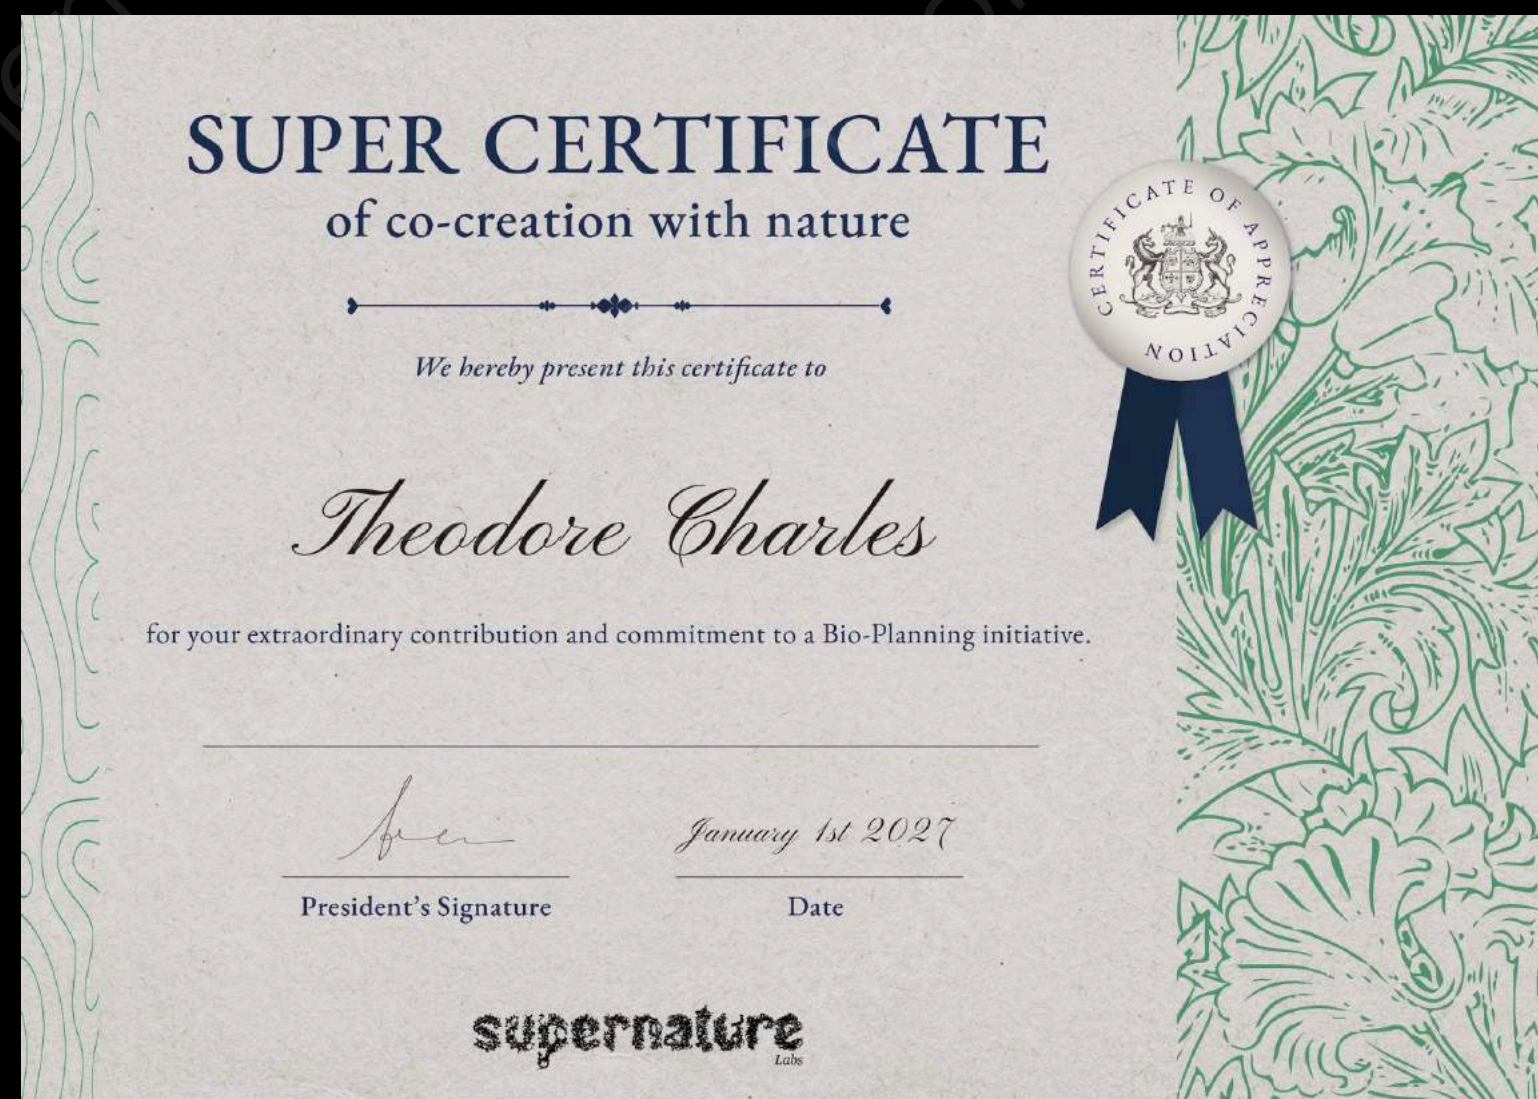 SUPER CERTIFICATE
of co-creation with nature
CERTIFICATE OF APPRECIATION
We hereby present this certificate to
Theodore Charles
for your extraordinary contribution and commitment to a Bio-Planning initiative.
January 1st 2027
President's Signature
Date
supernature
Labs